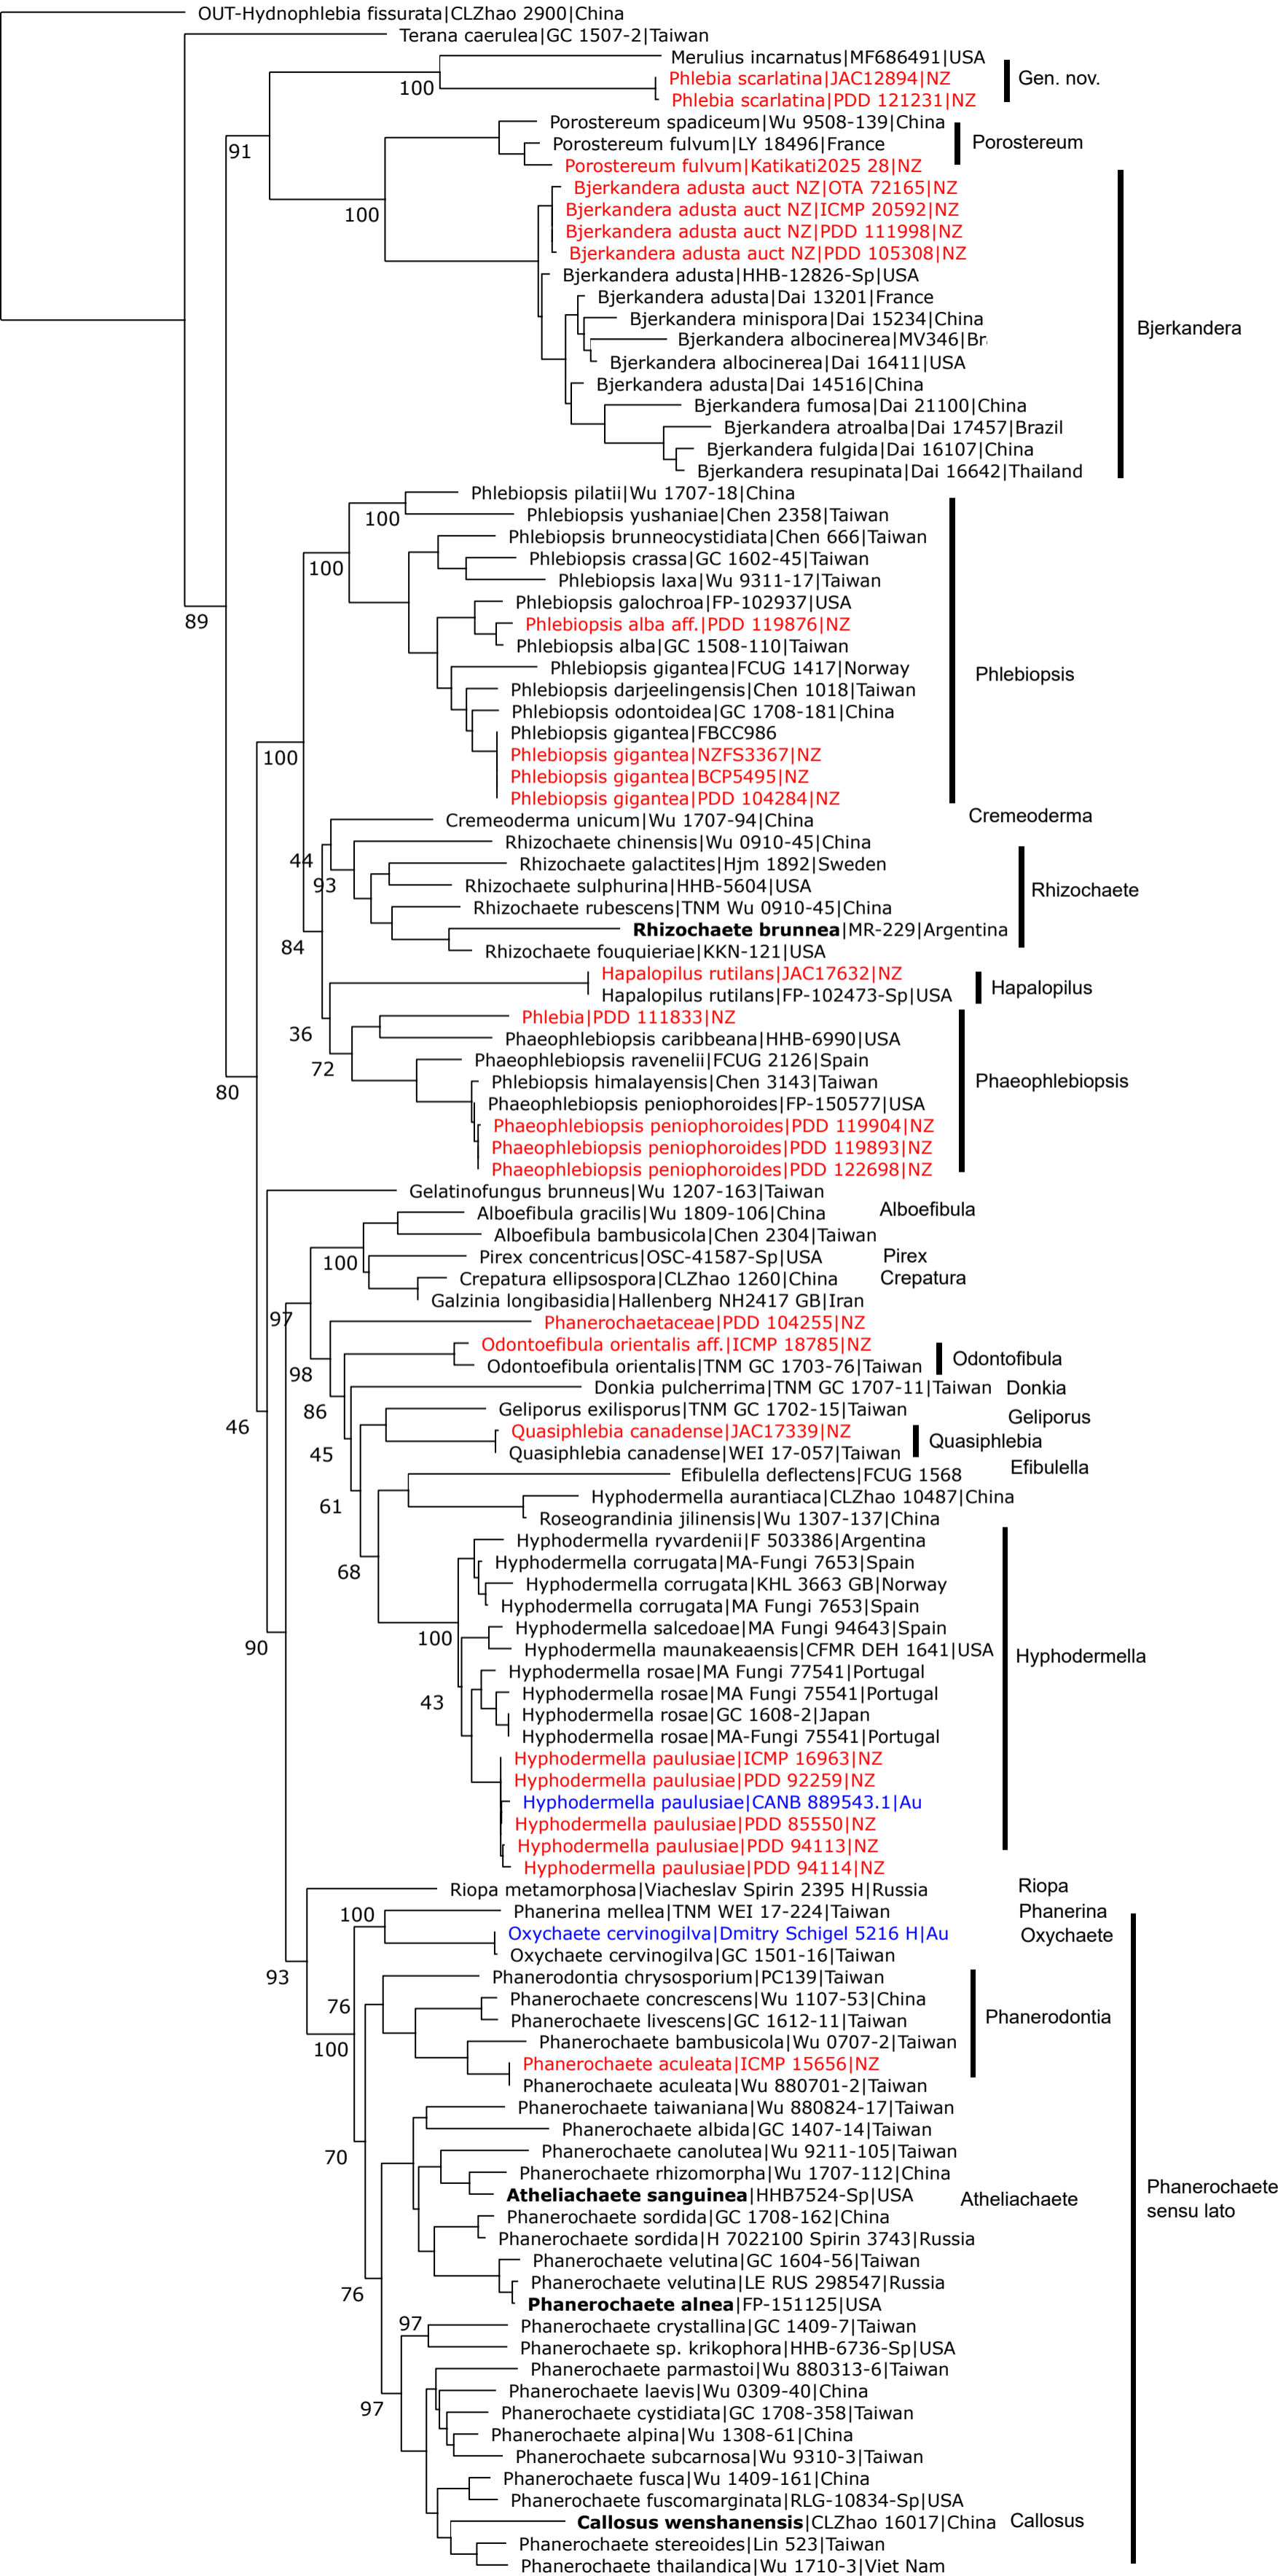 OUT-Hydnophlebia fissurata|CLZhao 2900|China
Terana caerulea|GC 1507-2|Taiwan
Merulius incarnatus|MF686491|USA
Phlebia scarlatina|JAC12894|NZ
Gen. nov.
100
Phlebia scarlatina|PDD 121231|NZ
Porostereum spadiceum|Wu 9508-139|China
Porostereum fulvum|LY 18496|France
Porostereum
91
Porostereum fulvum|Katikati2025 28|NZ
Bjerkandera adusta auct NZ|OTA 72165|NZ
Bjerkandera adusta auct NZ|ICMP 20592|NZ
100
Bjerkandera adusta auct NZ|PDD 111998|NZ
Bjerkandera adusta auct NZ|PDD 105308|NZ
Bjerkandera adusta|HHB-12826-Sp|USA
Bjerkandera adusta|Dai 13201|France
Bjerkandera minispora|Dai 15234|China
Bjerkandera
Bjerkandera albocinerea|MV346|Br
Bjerkandera albocinerea|Dai 16411|USA
Bjerkandera adusta|Dai 14516|China
Bjerkandera fumosa|Dai 21100|China
Bjerkandera atroalba|Dai 17457|Brazil
Bjerkandera fulgida|Dai 16107|China
Bjerkandera resupinata|Dai 16642|Thailand
Phlebiopsis pilatii|Wu 1707-18|China
100
Phlebiopsis yushaniae|Chen 2358|Taiwan
Phlebiopsis brunneocystidiata|Chen 666|Taiwan
Phlebiopsis crassa|GC 1602-45|Taiwan
100
Phlebiopsis laxa|Wu 9311-17|Taiwan
Phlebiopsis galochroa|FP-102937|USA
89
Phlebiopsis alba aff.|PDD 119876|NZ
Phlebiopsis alba|GC 1508-110|Taiwan
Phlebiopsis gigantea|FCUG 1417|Norway
Phlebiopsis
Phlebiopsis darjeelingensis|Chen 1018|Taiwan
Phlebiopsis odontoidea|GC 1708-181|China
Phlebiopsis gigantea|FBCC986
100
Phlebiopsis gigantea|NZFS3367|NZ
Phlebiopsis gigantea|BCP5495|NZ
Phlebiopsis gigantea|PDD 104284|NZ
Cremeoderma unicum|Wu 1707-94|China
Cremeoderma
Rhizochaete chinensis|Wu 0910-45|China
44
Rhizochaete galactites|Hjm 1892|Sweden
93
Rhizochaete sulphurina|HHB-5604|USA
Rhizochaete
Rhizochaete rubescens|TNM Wu 0910-45|China
Rhizochaete brunnea|MR-229|Argentina
84
Rhizochaete fouquieriae|KKN-121|USA
Hapalopilus rutilans|JAC17632|NZ
Hapalopilus
Hapalopilus rutilans|FP-102473-Sp|USA
Phlebia|PDD 111833|NZ
36
Phaeophlebiopsis caribbeana|HHB-6990|USA
Phaeophlebiopsis ravenelii|FCUG 2126|Spain
72
Phlebiopsis himalayensis|Chen 3143|Taiwan
Phaeophlebiopsis
80
Phaeophlebiopsis peniophoroides|FP-150577|USA
Phaeophlebiopsis peniophoroides|PDD 119904|NZ
Phaeophlebiopsis peniophoroides|PDD 119893|NZ
Phaeophlebiopsis peniophoroides|PDD 122698|NZ
Gelatinofungus brunneus|Wu 1207-163|Taiwan
Alboefibula gracilis|Wu 1809-106|China
Alboefibula
Alboefibula bambusicola|Chen 2304|Taiwan
100
Pirex concentricus|OSC-41587-Sp|USA
Pirex
Crepatura ellipsospora|CLZhao 1260|China
Crepatura
Galzinia longibasidia|Hallenberg NH2417 GB|Iran
97
Phanerochaetaceae|PDD 104255|NZ
Odontoefibula orientalis aff.|ICMP 18785|NZ
Odontofibula
98
Odontoefibula orientalis|TNM GC 1703-76|Taiwan
Donkia pulcherrima|TNM GC 1707-11|Taiwan
Donkia
86
Geliporus exilisporus|TNM GC 1702-15|Taiwan
Geliporus
46
Quasiphlebia canadense|JAC17339|NZ
Quasiphlebia
45
Quasiphlebia canadense|WEI 17-057|Taiwan
Efibulella
Efibulella deflectens|FCUG 1568
Hyphodermella aurantiaca|CLZhao 10487|China
61
Roseograndinia jilinensis|Wu 1307-137|China
Hyphodermella ryvardenii|F 503386|Argentina
Hyphodermella corrugata|MA-Fungi 7653|Spain
68
Hyphodermella corrugata|KHL 3663 GB|Norway
Hyphodermella corrugata|MA Fungi 7653|Spain
Hyphodermella salcedoae|MA Fungi 94643|Spain
100
90
Hyphodermella maunakeaensis|CFMR DEH 1641|USA
Hyphodermella
Hyphodermella rosae|MA Fungi 77541|Portugal
Hyphodermella rosae|MA Fungi 75541|Portugal
43
Hyphodermella rosae|GC 1608-2|Japan
Hyphodermella rosae|MA-Fungi 75541|Portugal
Hyphodermella paulusiae|ICMP 16963|NZ
Hyphodermella paulusiae|PDD 92259|NZ
Hyphodermella paulusiae|CANB 889543.1|Au
Hyphodermella paulusiae|PDD 85550|NZ
Hyphodermella paulusiae|PDD 94113|NZ
Hyphodermella paulusiae|PDD 94114|NZ
Riopa metamorphosa|Viacheslav Spirin 2395 H|Russia
Riopa
100
Phanerina mellea|TNM WEI 17-224|Taiwan
Phanerina
Oxychaete cervinogilva|Dmitry Schigel 5216 H|Au
Oxychaete
Oxychaete cervinogilva|GC 1501-16|Taiwan
93
Phanerodontia chrysosporium|PC139|Taiwan
76
Phanerochaete concrescens|Wu 1107-53|China
Phanerodontia
Phanerochaete livescens|GC 1612-11|Taiwan
100
Phanerochaete bambusicola|Wu 0707-2|Taiwan
Phanerochaete aculeata|ICMP 15656|NZ
Phanerochaete aculeata|Wu 880701-2|Taiwan
Phanerochaete taiwaniana|Wu 880824-17|Taiwan
Phanerochaete albida|GC 1407-14|Taiwan
70
Phanerochaete canolutea|Wu 9211-105|Taiwan
Phanerochaete rhizomorpha|Wu 1707-112|China
Phanerochaete
sensu lato
Atheliachaete sanguinea|HHB7524-Sp|USA
Atheliachaete
Phanerochaete sordida|GC 1708-162|China
Phanerochaete sordida|H 7022100 Spirin 3743|Russia
Phanerochaete velutina|GC 1604-56|Taiwan
76
Phanerochaete velutina|LE RUS 298547|Russia
Phanerochaete alnea|FP-151125|USA
97
Phanerochaete crystallina|GC 1409-7|Taiwan
Phanerochaete sp. krikophora|HHB-6736-Sp|USA
Phanerochaete parmastoi|Wu 880313-6|Taiwan
Phanerochaete laevis|Wu 0309-40|China
97
Phanerochaete cystidiata|GC 1708-358|Taiwan
Phanerochaete alpina|Wu 1308-61|China
Phanerochaete subcarnosa|Wu 9310-3|Taiwan
Phanerochaete fusca|Wu 1409-161|China
Phanerochaete fuscomarginata|RLG-10834-Sp|USA
Callosus wenshanensis|CLZhao 16017|China
Callosus
Phanerochaete stereoides|Lin 523|Taiwan
Phanerochaete thailandica|Wu 1710-3|Viet Nam